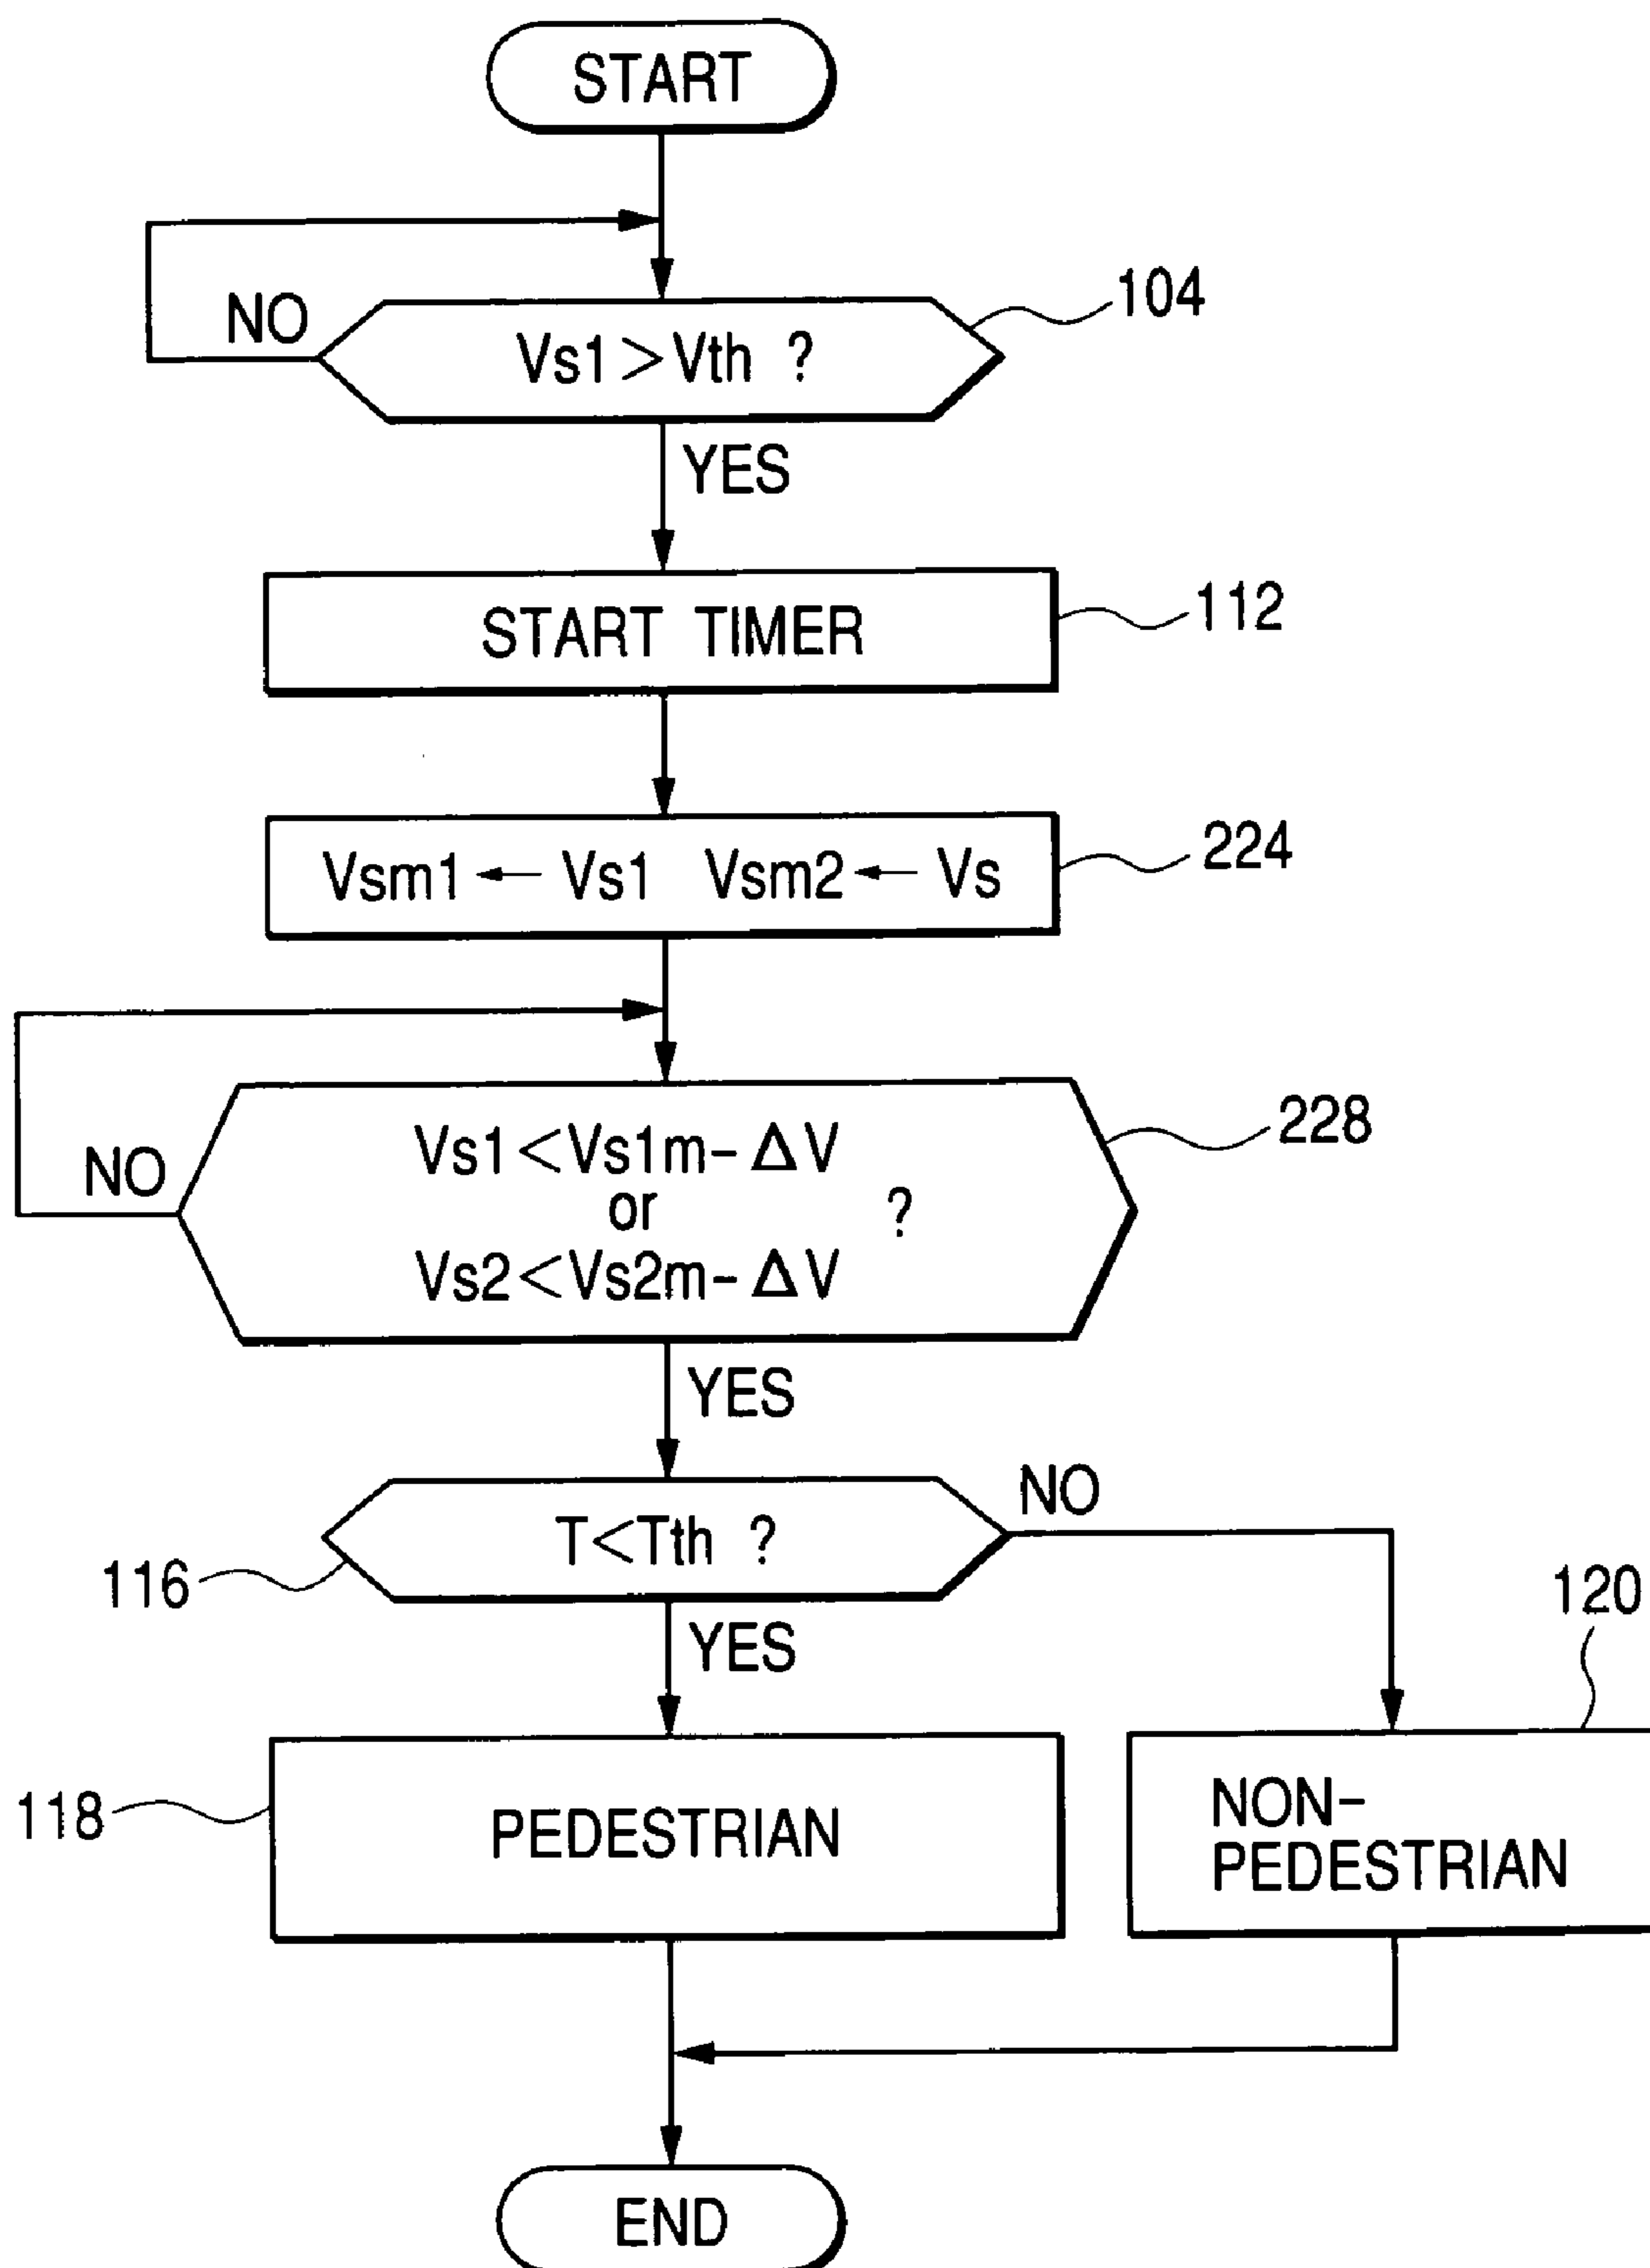 START
NO
Vs1>Vth ?
104
YES
START TIMER
112
Vsm1 ← Vs1 Vsm2 ← Vs
224
NO
Vs1<Vs1m-ΔV
or ?
Vs2<Vs2m-ΔV
228
YES
T<Tth ?
NO
116
YES
120
118
PEDESTRIAN
NON-
PEDESTRIAN
END